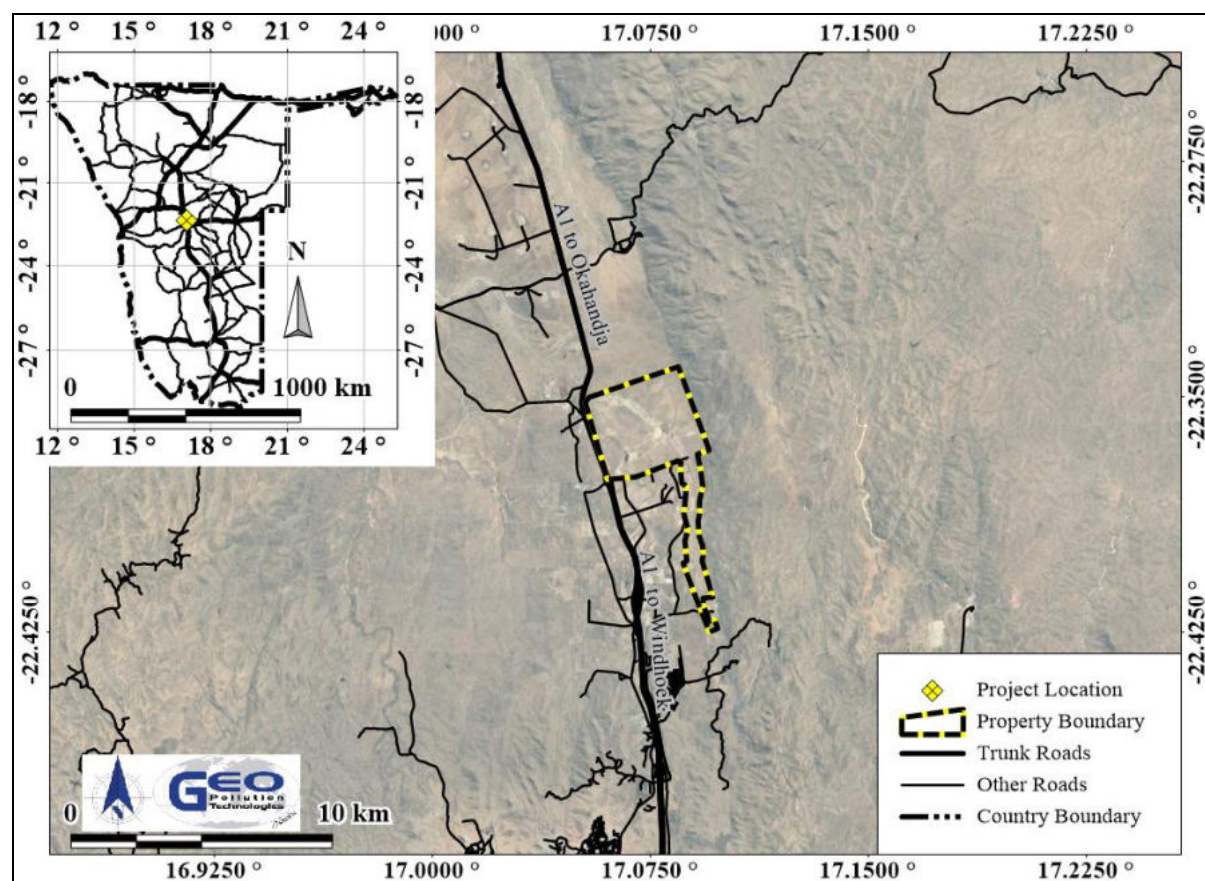 12 ° 15 ° 18 ° 21 ° 24 °
.000 ° 17.0750 ° 17.1500 ° 17.2250 °
-18 °
-21 °
-24 °
-27 °
-18 °
-21 °
-24 °
-27 °
N
0 1000 km
12 ° 15 ° 18 ° 21 ° 24 °
-22.2750 °
-22.3500 °
-22.4250 °
-22.4250 °
A1 to Okahandja
A1 to Windhoek
Project Location
Property Boundary
Trunk Roads
Other Roads
Country Boundary
N
GEO
Pollution
Technologies
0 10 km
16.9250 ° 17.0000 ° 17.0750 ° 17.1500 ° 17.2250 °